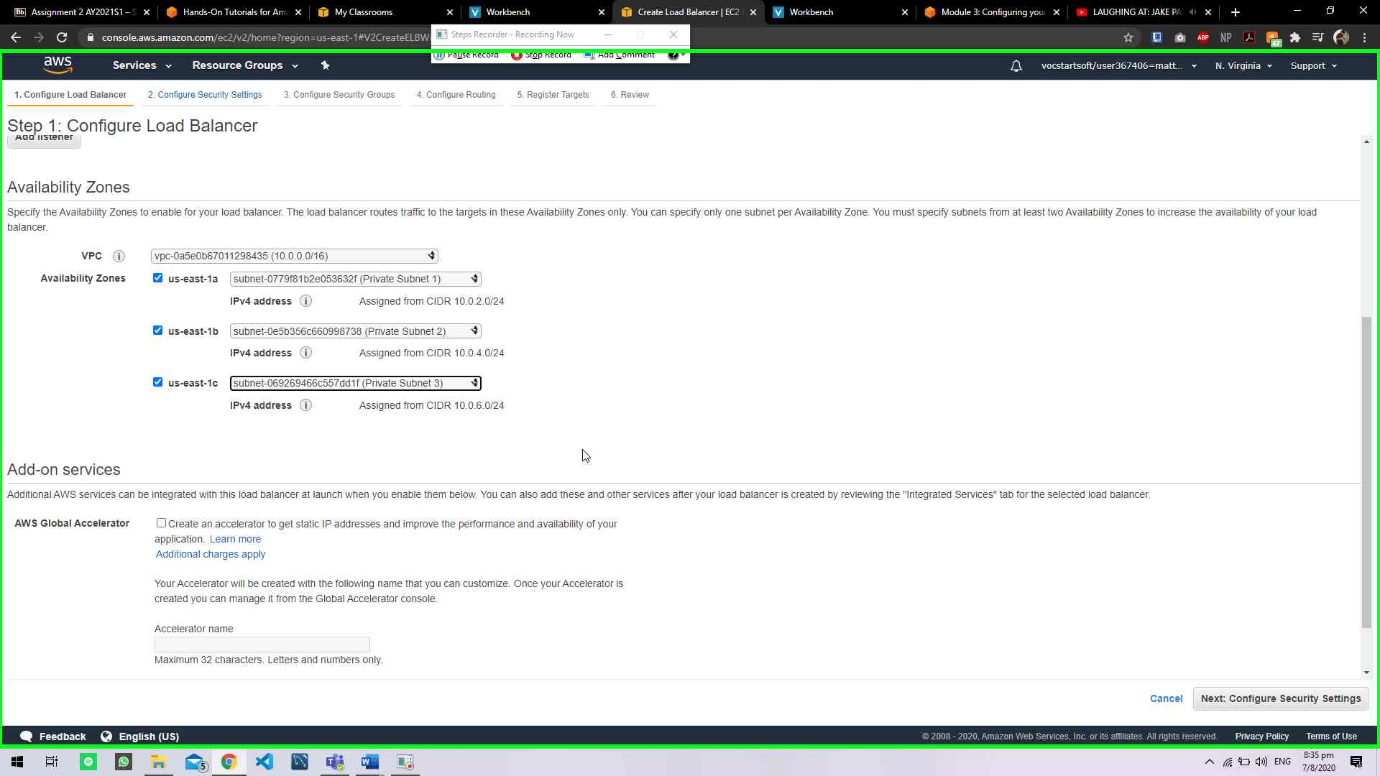 Assignment 2 AY2021S1 – S
Hands-On Tutorials for Am
My Classrooms
Workbench
Create Load Balancer | EC2
Workbench
Module 3: Configuring your
LAUGHING AT: JAKE PA
console.aws.amazon.com/ec2/v2/home?region=us-east-1#V2CreateELBW
Steps Recorder - Recording Now
Pause Record
Stop Record
Add Comment
aws
Services
Resource Groups
vocstartsoft/user367406=matt...
N. Virginia
Support
1. Configure Load Balancer
2. Configure Security Settings
3. Configure Security Groups
4. Configure Routing
5. Register Targets
6. Review
Step 1: Configure Load Balancer
Add listener
Availability Zones
Specify the Availability Zones to enable for your load balancer. The load balancer routes traffic to the targets in these Availability Zones only. You can specify only one subnet per Availability Zone. You must specify subnets from at least two Availability Zones to increase the availability of your load
balancer.
VPC
vpc-0a5e0b67011298435 (10.0.0.0/16)
Availability Zones
us-east-1a
subnet-0779f81b2e053632f (Private Subnet 1)
IPv4 address
Assigned from CIDR 10.0.2.0/24
us-east-1b
subnet-0e5b356c660998738 (Private Subnet 2)
IPv4 address
Assigned from CIDR 10.0.4.0/24
us-east-1c
subnet-069269466c557dd1f (Private Subnet 3)
IPv4 address
Assigned from CIDR 10.0.6.0/24
Add-on services
Additional AWS services can be integrated with this load balancer at launch when you enable them below. You can also add these and other services after your load balancer is created by reviewing the "Integrated Services" tab for the selected load balancer.
AWS Global Accelerator
Create an accelerator to get static IP addresses and improve the performance and availability of your
application. Learn more
Additional charges apply
Your Accelerator will be created with the following name that you can customize. Once your Accelerator is
created you can manage it from the Global Accelerator console.
Accelerator name
Maximum 32 characters. Letters and numbers only.
Cancel
Next: Configure Security Settings
Feedback
English (US)
© 2008 - 2020, Amazon Web Services, Inc. or its affiliates. All rights reserved.
Privacy Policy
Terms of Use
ENG
8:35 pm
7/8/2020